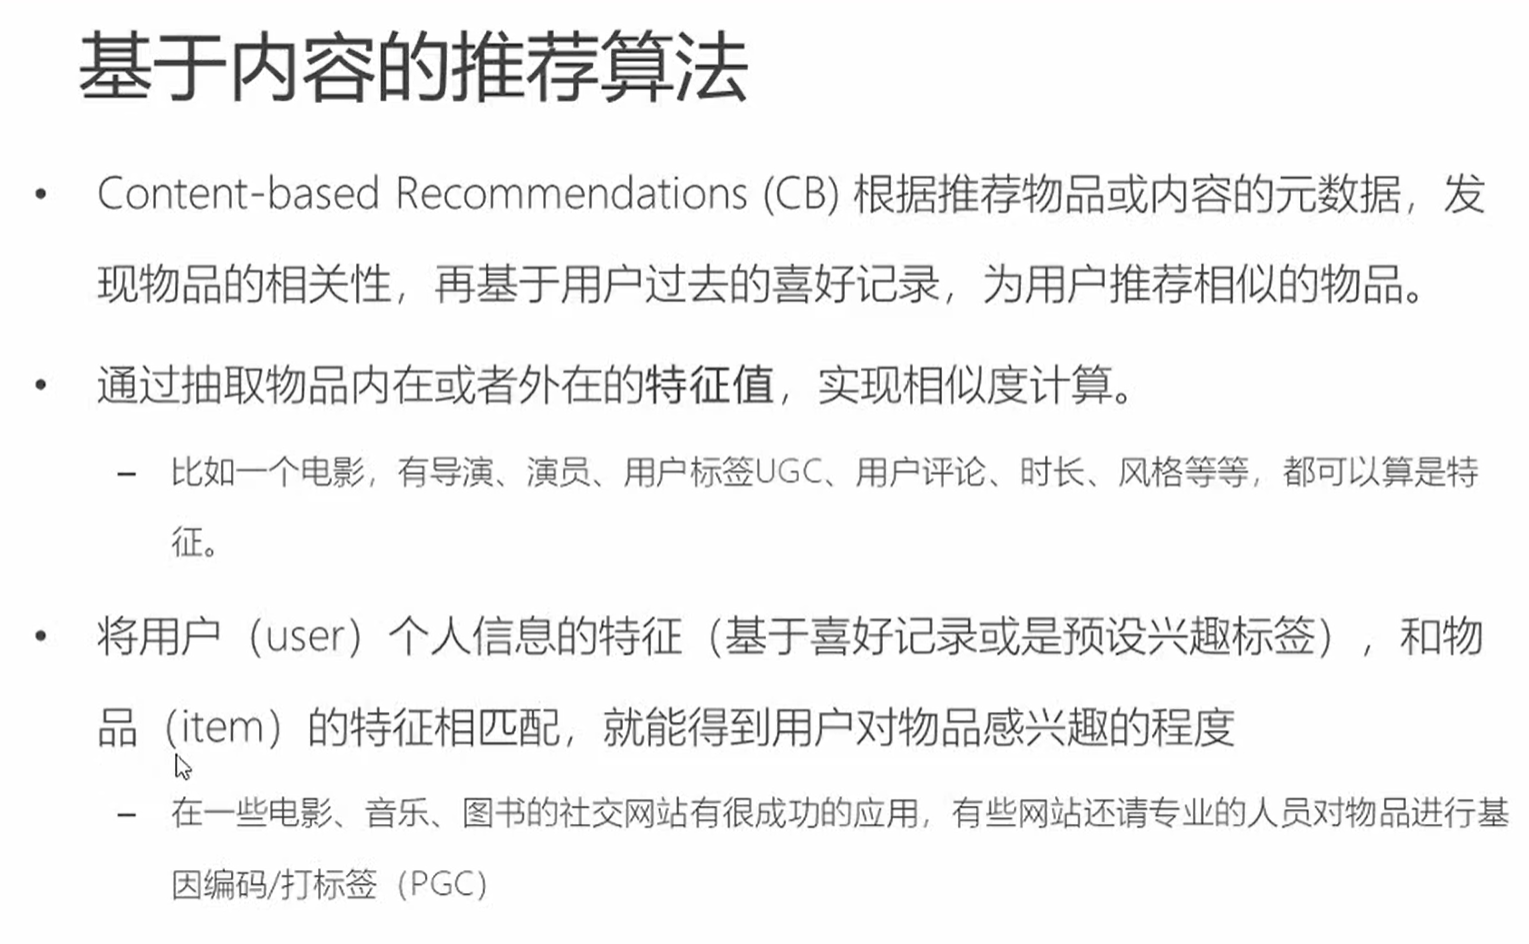 基于内容的推荐算法
• Content-based Recommendations (CB) 根据推荐物品或内容的元数据，发
现物品的相关性，再基于用户过去的喜好记录，为用户推荐相似的物品。
• 通过抽取物品内在或者外在的特征值，实现相似度计算。
– 比如一个电影，有导演、演员、用户标签UGC、用户评论、时长、风格等等，都可以算是特
征。
• 将用户（user）个人信息的特征（基于喜好记录或是预设兴趣标签），和物
品（item）的特征相匹配，就能得到用户对物品感兴趣的程度
– 在一些电影、音乐、图书的社交网站有很成功的应用，有些网站还请专业的人员对物品进行基
因编码/打标签（PGC）